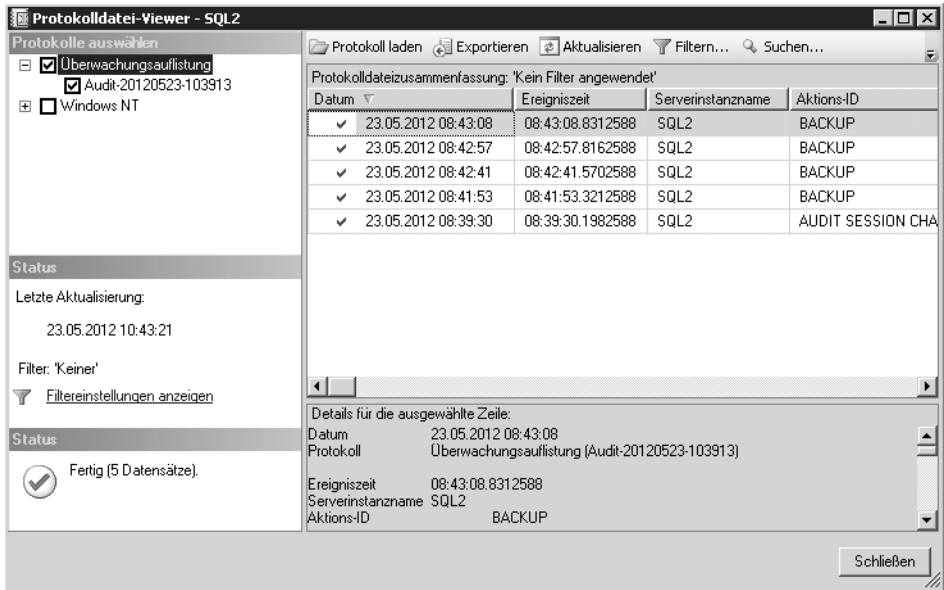 Protokolldatei-Viewer - SQL2
Protokolle auswählen
Überwachungsauflistung
Audit-20120523-103913
Windows NT
Status
Letzte Aktualisierung:
23.05.2012 10:43:21
Filter: 'Keiner'
Filtereinstellungen anzeigen
Status
Fertig (5 Datensätze).
Protokoll laden Exportieren Aktualisieren Filtern... Suchen...
Protokolldateizusammenfassung: 'Kein Filter angewendet'
Datum Ereigniszeit Serverinstanzname Aktions-ID
23.05.2012 08:43:08 08:43:08.8312588 SQL2 BACKUP
23.05.2012 08:42:57 08:42:57.8162588 SQL2 BACKUP
23.05.2012 08:42:41 08:42:41.5702588 SQL2 BACKUP
23.05.2012 08:41:53 08:41:53.3212588 SQL2 BACKUP
23.05.2012 08:39:30 08:39:30.1982588 SQL2 AUDIT SESSION CHA
Details für die ausgewählte Zeile:
Datum 23.05.2012 08:43:08
Protokoll Überwachungsauflistung (Audit-20120523-103913)
Ereigniszeit 08:43:08.8312588
Serverinstanzname SQL2
Aktions-ID BACKUP
Schließen